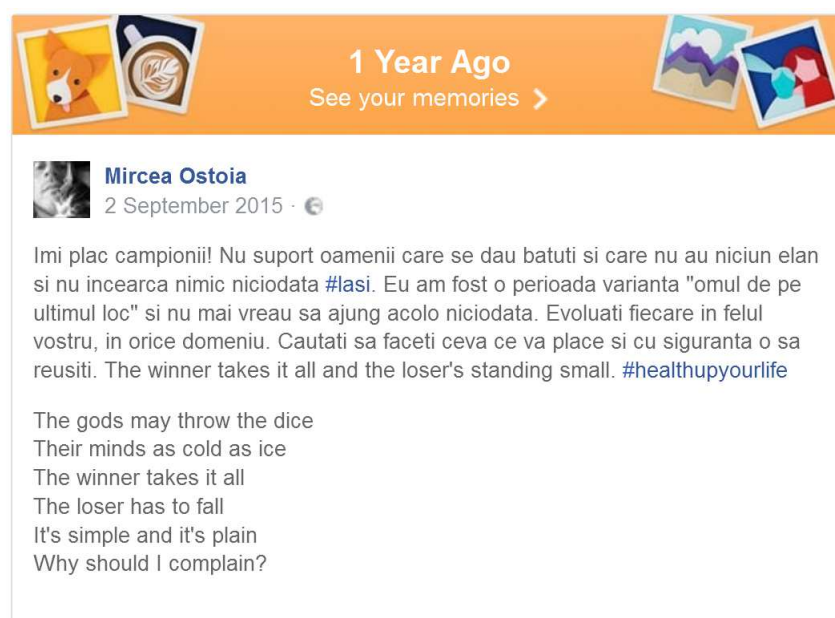 1 Year Ago
See your memories
Mircea Ostoia
2 September 2015 ·
Imi plac campionii! Nu suport oamenii care se dau batuti si care nu au niciun elan
si nu incearca nimic niciodata #Iasi. Eu am fost o perioada varianta "omul de pe
ultimul loc" si nu mai vreau sa ajung acolo niciodata. Evoluati fiecare in felul
vostru, in orice domeniu. Cautati sa faceti ceva ce va place si cu siguranta o sa
reusiti. The winner takes it all and the loser's standing small. #healthupyourlife
The gods may throw the dice
Their minds as cold as ice
The winner takes it all
The loser has to fall
It's simple and it's plain
Why should I complain?